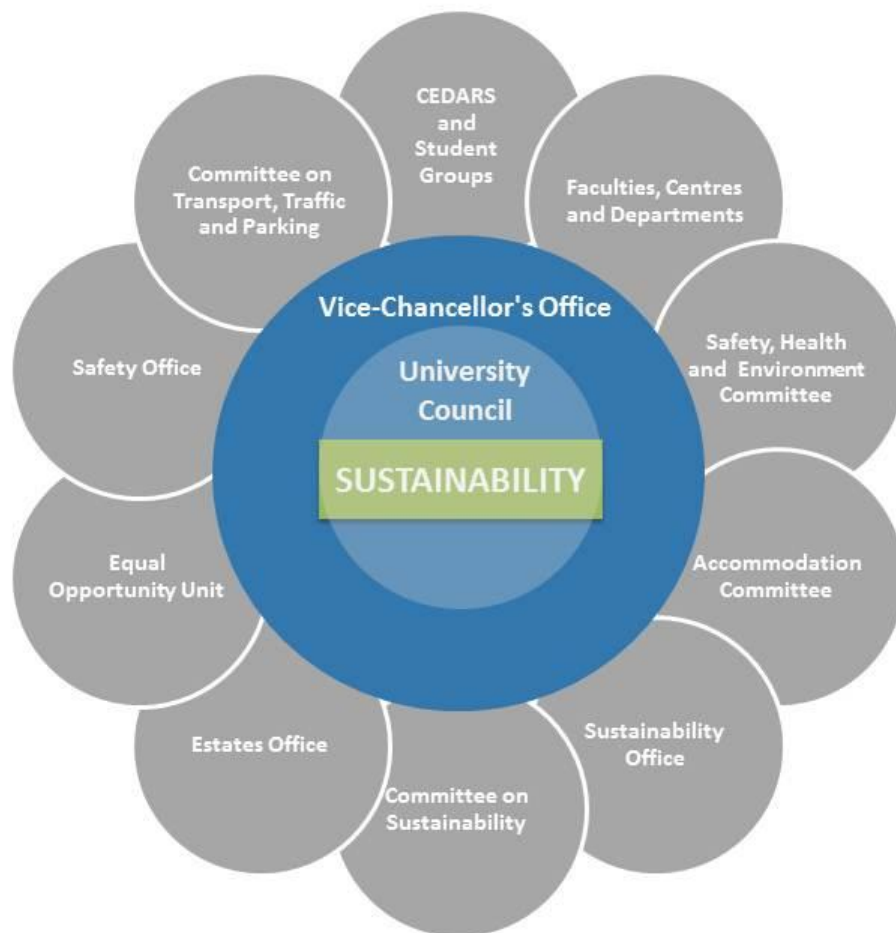 CEDARS
and
Student
Groups
Faculties, Centres
and Departments
Safety, Health
and Environment
Committee
Accommodation
Committee
Sustainability
Office
Committee on
Sustainability
Estates Office
Equal
Opportunity Unit
Safety Office
Committee on
Transport, Traffic
and Parking
Vice-Chancellor's Office
University
Council
SUSTAINABILITY